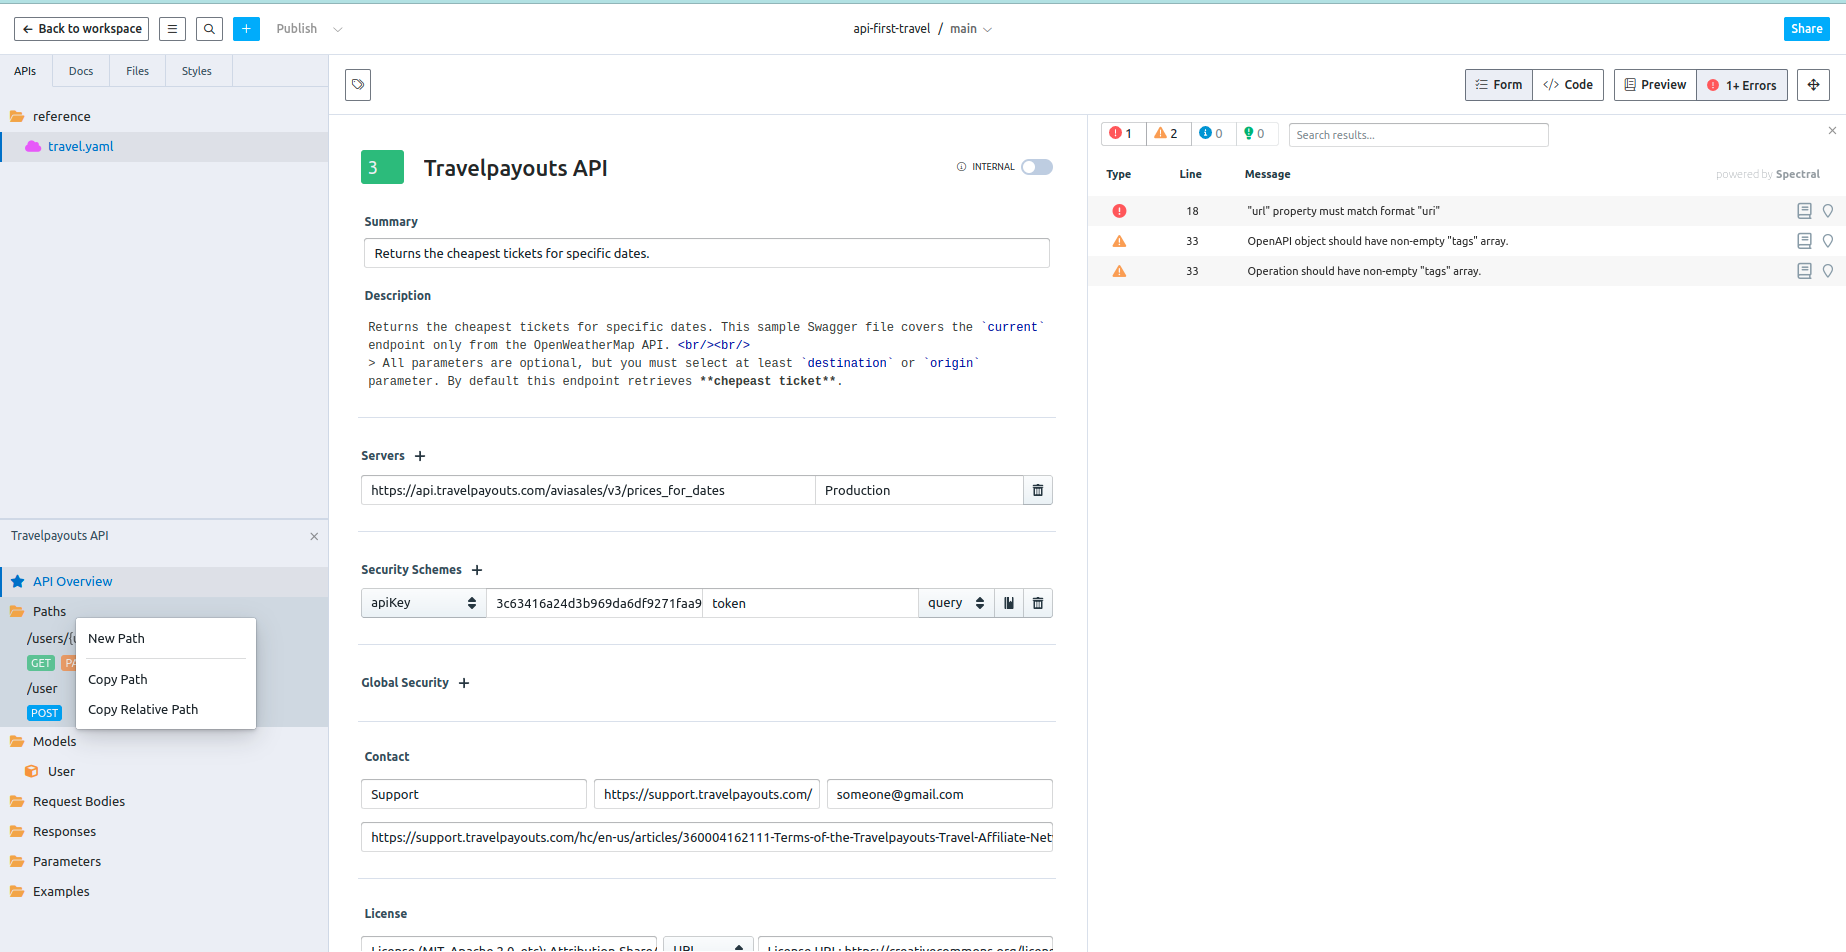 Back to workspace
Publish
api-first-travel / main
Share
APIs
Docs
Files
Styles
reference
travel.yaml
Form
Code
Preview
1+ Errors
3
Travelpayouts API
INTERNAL
Summary
Returns the cheapest tickets for specific dates.
Description
Returns the cheapest tickets for specific dates. This sample Swagger file covers the `current`
endpoint only from the OpenWeatherMap API. <br/><br/>
> All parameters are optional, but you must select at least `destination` or `origin`
parameter. By default this endpoint retrieves **chepeast ticket**.
Servers
https://api.travelpayouts.com/aviasales/v3/prices_for_dates
Production
Security Schemes
apiKey
3c63416a24d3b969da6df9271faa9
token
query
Global Security
Contact
Support
https://support.travelpayouts.com/
someone@gmail.com
https://support.travelpayouts.com/hc/en-us/articles/360004162111-Terms-of-the-Travelpayouts-Travel-Affiliate-Net
License
License (MIT, Apache 2.0, etc): Attribution-Share
URL
License URL: https://creativecommons.org/licens
1
2
0
0
Search results...
Type
Line
Message
powered by Spectral
18
"url" property must match format "uri"
33
OpenAPI object should have non-empty "tags" array.
33
Operation should have non-empty "tags" array.
Travelpayouts API
API Overview
Paths
/users/{u
GET
PA
/user
POST
New Path
Copy Path
Copy Relative Path
Models
User
Request Bodies
Responses
Parameters
Examples